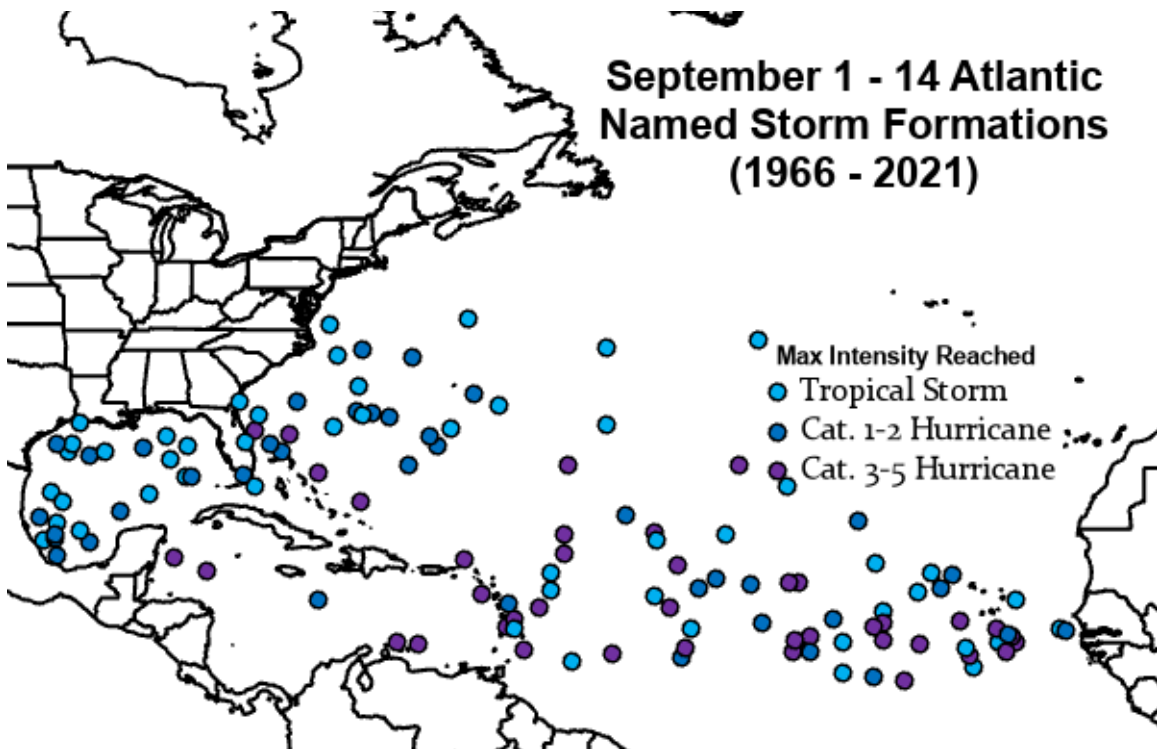 September 1 - 14 Atlantic
Named Storm Formations
(1966 - 2021)
Max Intensity Reached
Tropical Storm
Cat. 1-2 Hurricane
Cat. 3-5 Hurricane